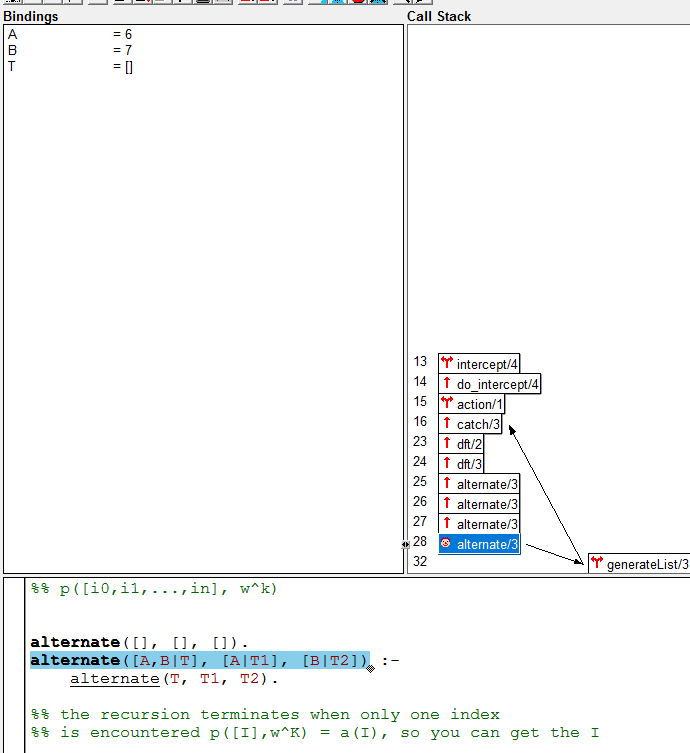 Bindings
A = 6
B = 7
T = []
Call Stack
13 intercept/4
14 do_intercept/4
15 action/1
16 catch/3
23 dft/2
24 dft/3
25 alternate/3
26 alternate/3
27 alternate/3
28 alternate/3
32 generateList/3
%% p([i0,i1,...,in], w^k)
alternate([], [], []).
alternate([A,B|T], [A|T1], [B|T2]) :-
alternate(T, T1, T2).
%% the recursion terminates when only one index
%% is encountered p([I],w^K) = a(I), so you can get the I